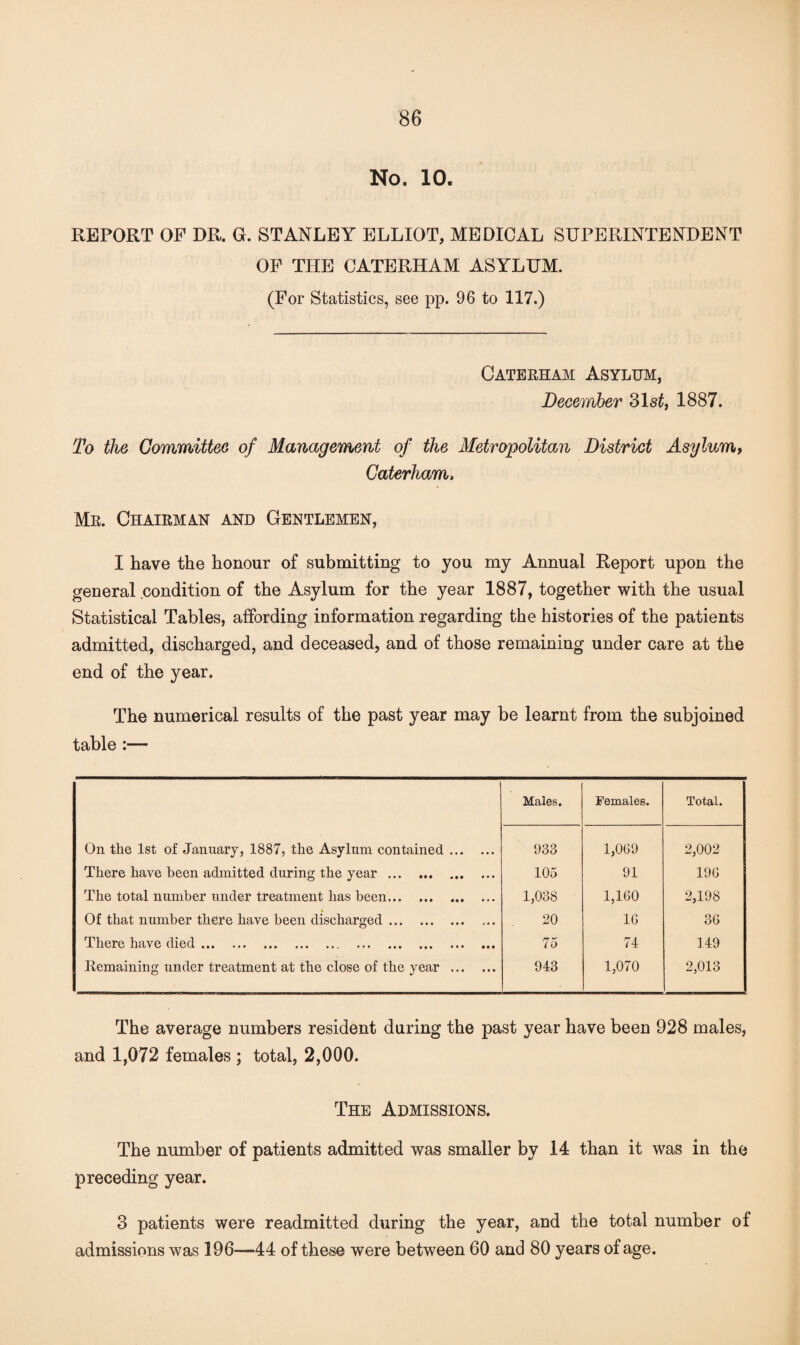 86
No. 10.
REPORT OF DR. G. STANLEY ELLIOT, MEDICAL SUPERINTENDENT
OF THE CATERHAM ASYLUM.
(For Statistics, see pp. 96 to 117.)
CATERHAM ASYLUM,
December 31st, 1887.
To the Committee of Management of the Metropolitan District Asylum,
Caterham.
MR. CHAIRMAN AND GENTLEMEN,
I have the honour of submitting to you my Annual Report upon the
general condition of the Asylum for the year 1887, together with the usual
Statistical Tables, affording information regarding the histories of the patients
admitted, discharged, and deceased, and of those remaining under care at the
end of the year.
The numerical results of the past year may be learnt from the subjoined
table :—
Males. Females. Total.
On the 1st of January, 1887, the Asylum contained ... ... 933 1,069 2,002
There have been admitted during the year ... ... ... ... 105 91 196
The total number under treatment has been... ... ... ... 1,038 1,160 2,198
Of that number there have been discharged ... ... ... ... 20 16 36
There have died ... ... ... ... ... ... ... ... ... ... 75 74 149
Remaining under treatment at the close of the year ... ... 943 1,070 2,013
The average numbers resident during the past year have been 928 males,
and 1,072 females ; total, 2,000.
THE ADMISSIONS.
The number of patients admitted was smaller by 14 than it was in the
preceding year.
3 patients were readmitted during the year, and the total number of
admissions was 196—44 of these were between 60 and 80 years of age.